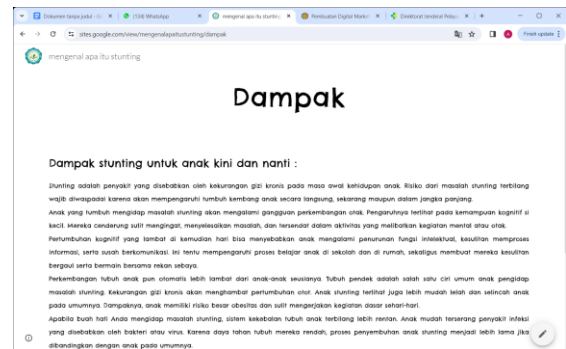 Dokumen tanpa judul - G
(134) WhatsApp
mengenal apa itu stunting
Pembuatan Digital Market
Direktorat Jenderal Pelay
sites.google.com/view/mengenalapaitustunting/dampak
Finish update
mengenal apa itu stunting
Dampak
Dampak stunting untuk anak kini dan nanti :
Stunting adalah penyakit yang disebabkan oleh kekurangan gizi kronis pada masa awal kehidupan anak. Risiko dari masalah stunting terbilang
wajib diwaspadai karena akan mempengaruhi tumbuh kembang anak secara langsung, sekarang maupun dalam jangka panjang.
Anak yang tumbuh mengidap masalah stunting akan mengalami gangguan perkembangan otak. Pengaruhnya terlihat pada kemampuan kognitif si
kecil. Mereka cenderung sulit mengingat, menyelesaikan masalah, dan tersendat dalam aktivitas yang melibatkan kegiatan mental atau otak.
Pertumbuhan kognitif yang lambat di kemudian hari bisa menyebabkan anak mengalami penurunan fungsi intelektual, kesulitan memproses
informasi, serta susah berkomunikasi. Ini tentu mempengaruhi proses belajar anak di sekolah dan di rumah, sekaligus membuat mereka kesulitan
bergaul serta bermain bersama rekan sebaya.
Perkembangan tubuh anak pun otomatis lebih lambat dari anak-anak seusianya. Tubuh pendek adalah salah satu ciri umum anak pengidap
masalah stunting. Kekurangan gizi kronis akan menghambat pertumbuhan otot. Anak stunting terlihat juga lebih mudah lelah dan selincah anak
pada umumnya. Dampaknya, anak memiliki risiko besar obesitas dan sulit mengerjakan kegiatan dasar sehari-hari.
Apabila buah hati Anda mengidap masalah stunting, sistem kekebalan tubuh anak terbilang lebih rentan. Anak mudah terserang penyakit infeksi
yang disebabkan oleh bakteri atau virus. Karena daya tahan tubuh mereka rendah, proses penyembuhan anak stunting menjadi lebih lama jika
dibandingkan dengan anak pada umumnya.